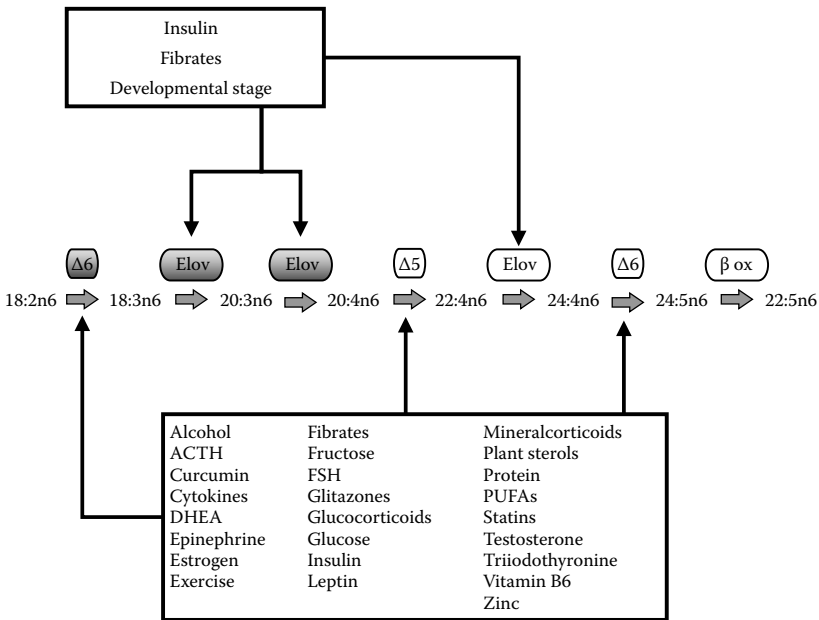 Insulin
Fibrates
Developmental stage
Δ6 Elov Elov Δ5 Elov Δ6 β ox
18:2n6 18:3n6 20:3n6 20:4n6 22:4n6 24:4n6 24:5n6 22:5n6
Alcohol Fibrates Mineralcorticoids
ACTH Fructose Plant sterols
Curcumin FSH Protein
Cytokines Glitazones PUFAs
DHEA Glucocorticoids Statins
Epinephrine Glucose Testosterone
Estrogen Insulin Triiodothyronine
Exercise Leptin Vitamin B6
Zinc